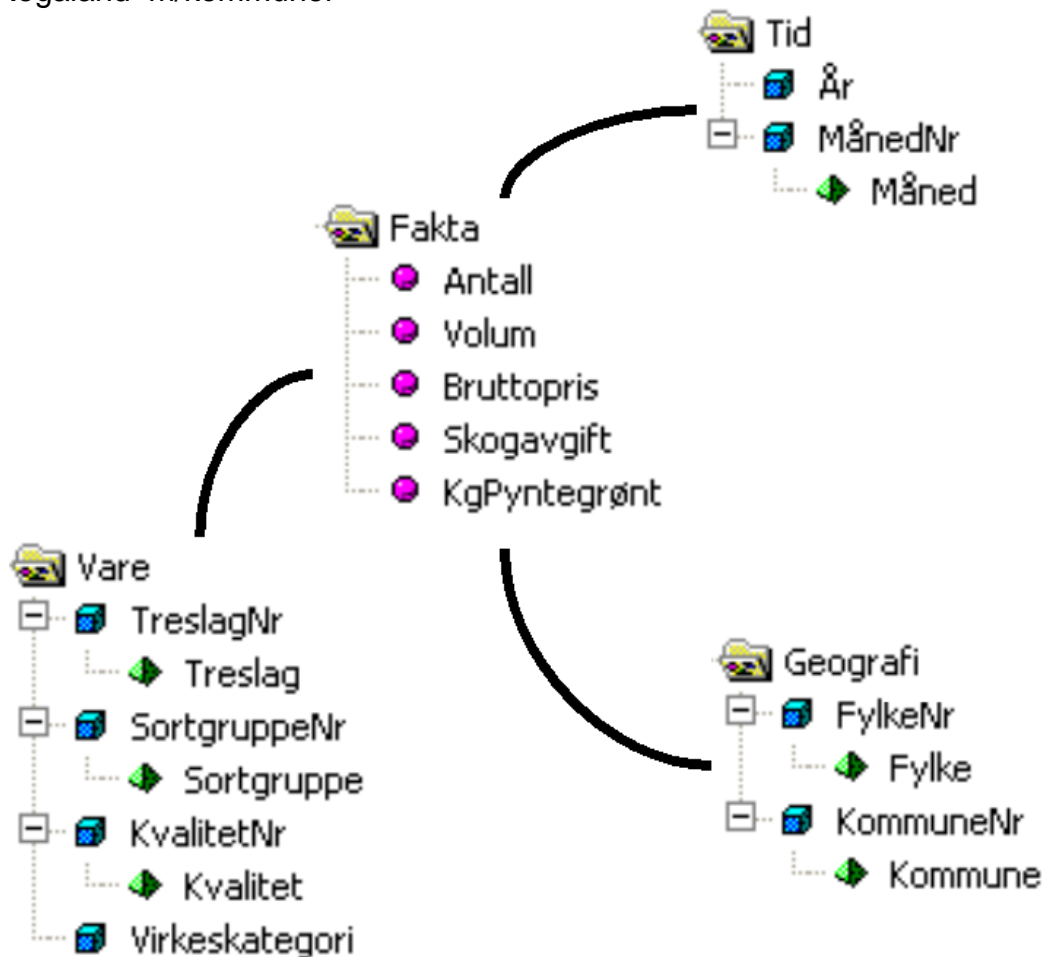 Tid
År
MånedNr
Måned
Fakta
Antall
Volum
Bruttopris
Skogavgift
KgPyntegrønt
Vare
TreslagNr
Treslag
SortgruppeNr
Sortgruppe
KvalitetNr
Kvalitet
Virkeskategori
Geografi
FylkeNr
Fylke
KommuneNr
Kommune